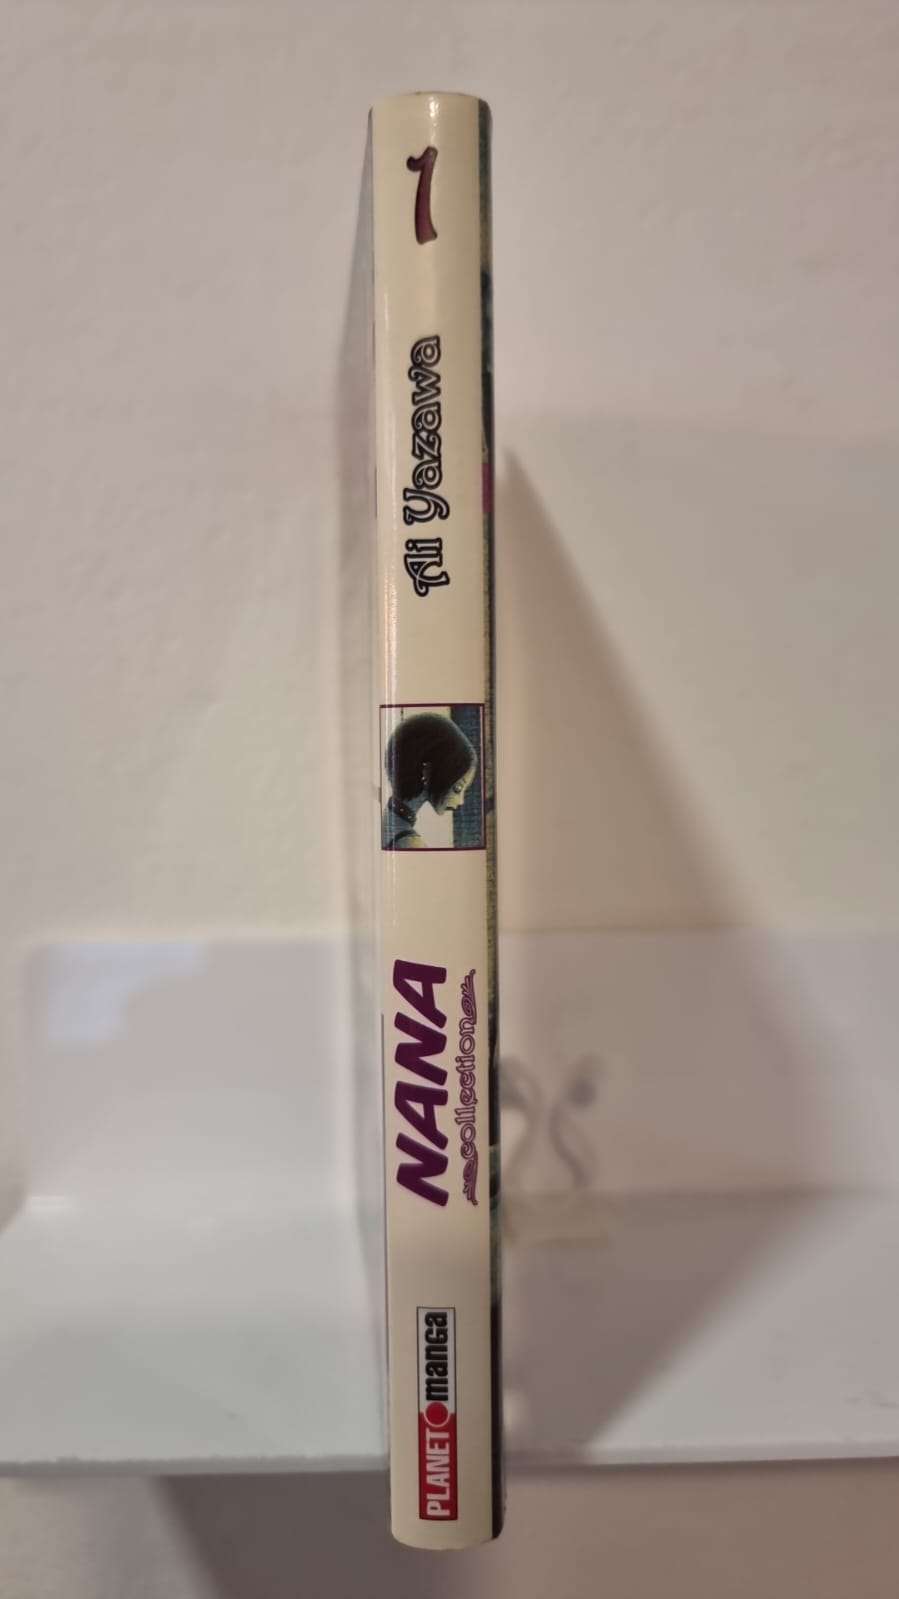 1
Ai Yazawa
NANA
collection
PLANET manga